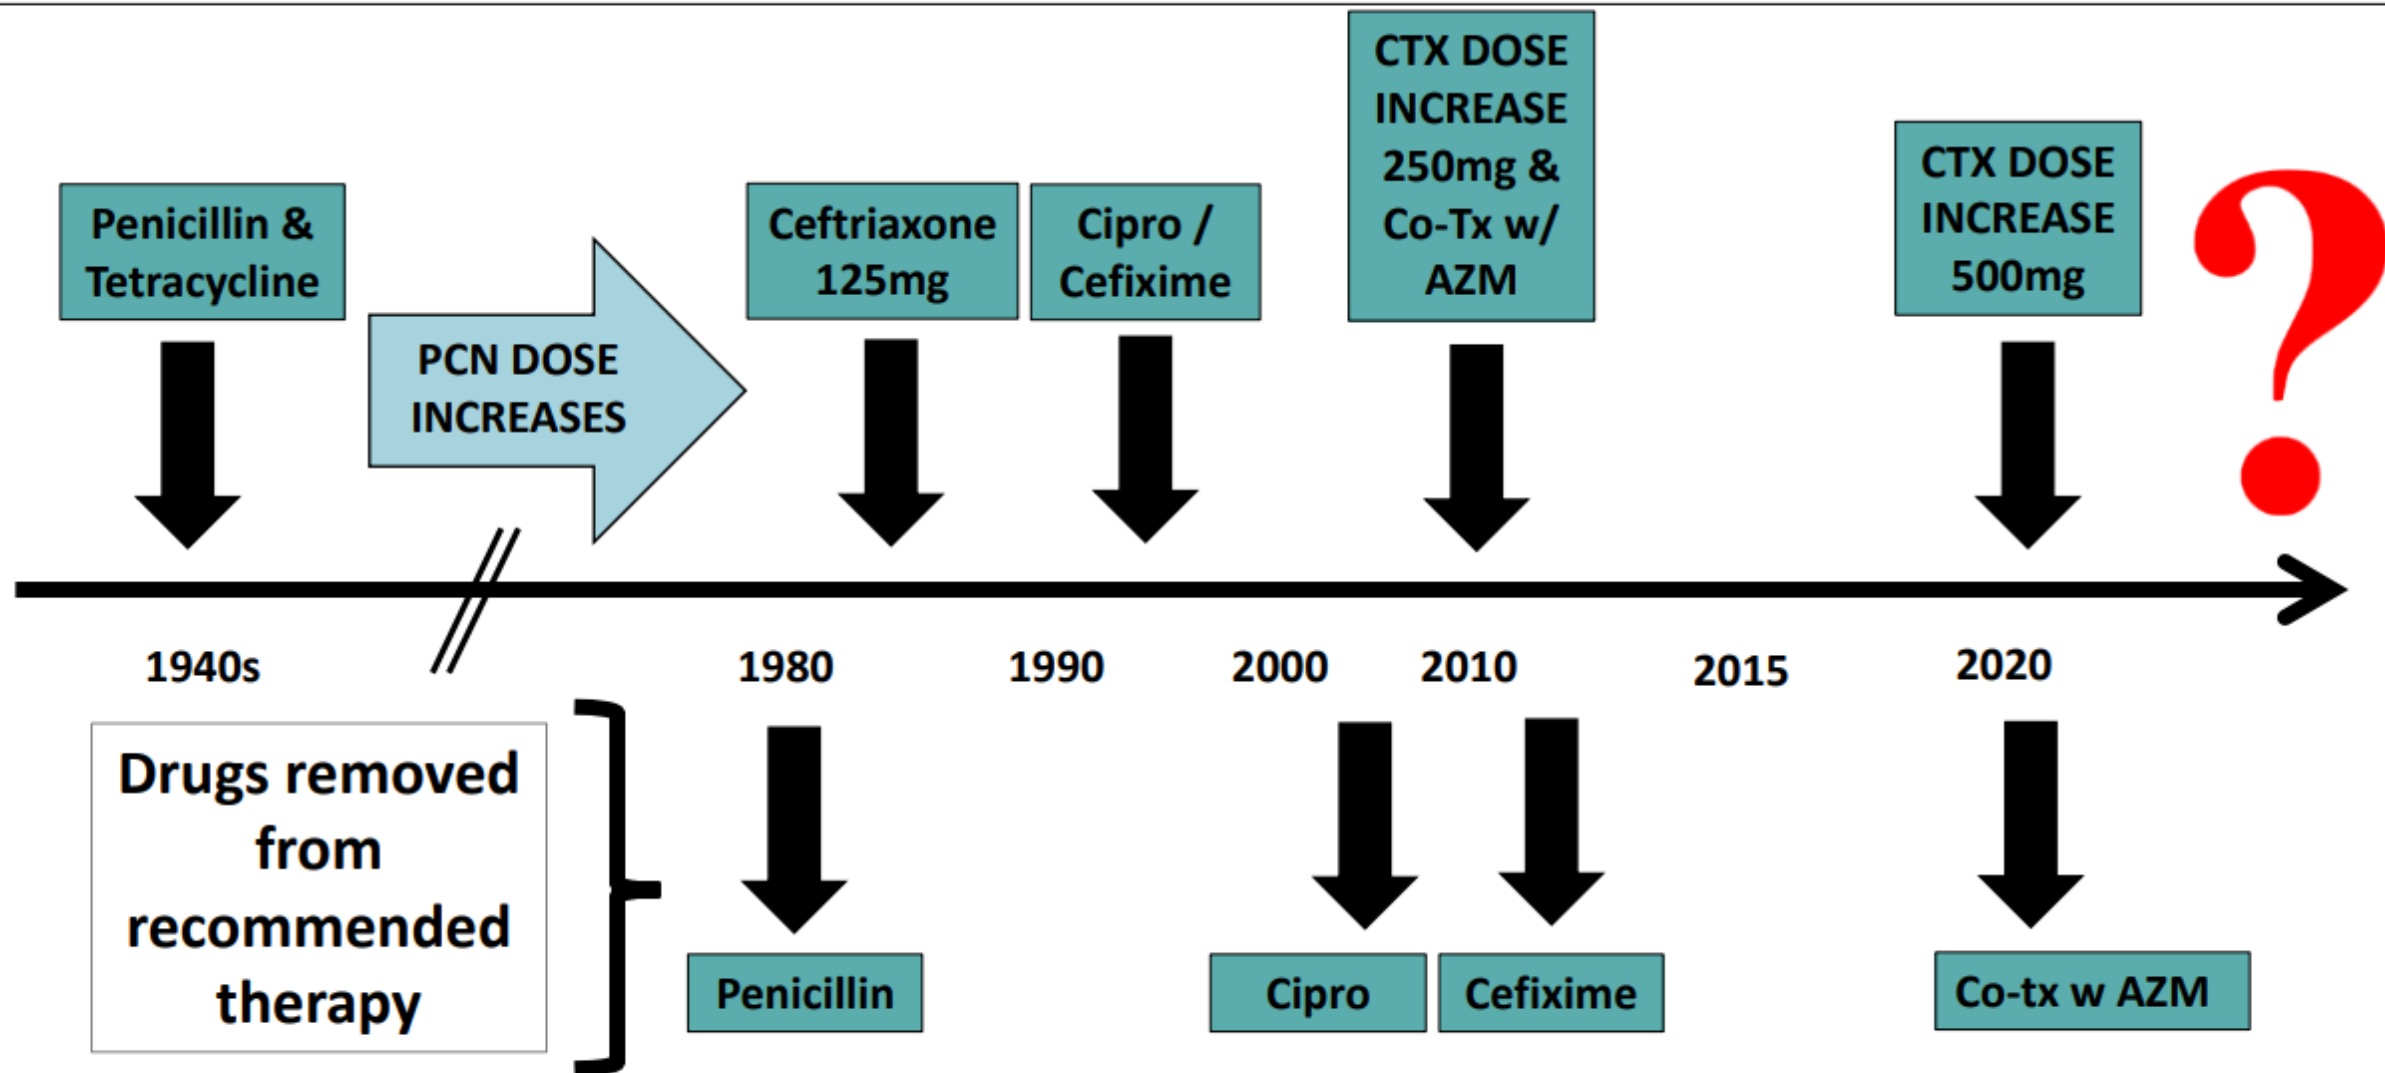 Penicillin &
Tetracycline
PCN DOSE
INCREASES
Ceftriaxone
125mg
Cipro /
Cefixime
CTX DOSE
INCREASE
250mg &
Co-Tx w/
AZM
CTX DOSE
INCREASE
500mg
?
1940s
1980
1990
2000
2010
2015
2020
Drugs removed
from
recommended
therapy
Penicillin
Cipro
Cefixime
Co-tx w AZM